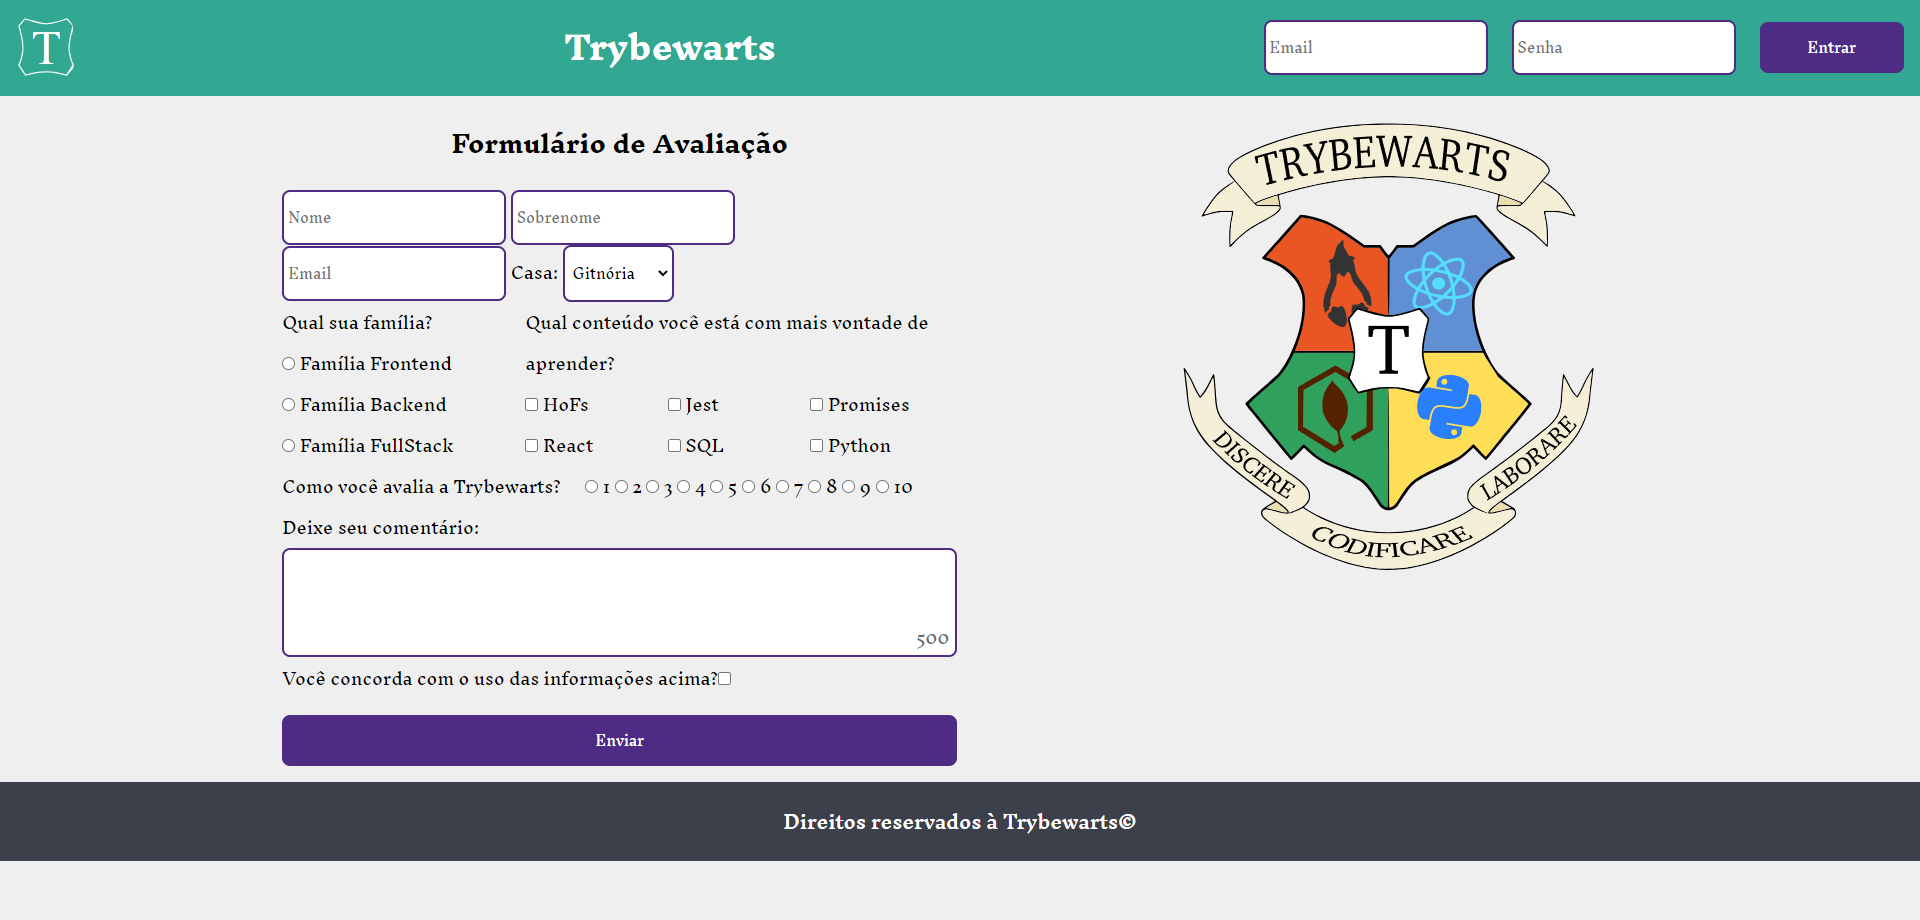 T
Trybewarts
Email
Senha
Entrar
Formulário de Avaliação
Nome
Sobrenome
Email
Casa:
Gitnória
Qual sua família?
Família Frontend
Família Backend
Família FullStack
Qual conteúdo você está com mais vontade de
aprender?
HoFs
Jest
Promises
React
SQL
Python
Como você avalia a Trybewarts?
1 2 3 4 5 6 7 8 9 10
Deixe seu comentário:
500
Você concorda com o uso das informações acima?
Enviar
TRYBEWARTS
T
DISCERE
CODIFICARE
LABORARE
Direitos reservados à Trybewarts©